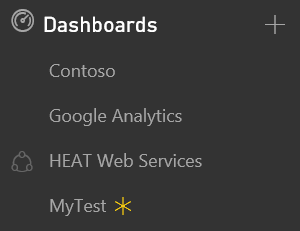 Dashboards
Contoso
Google Analytics
HEAT Web Services
MyTest